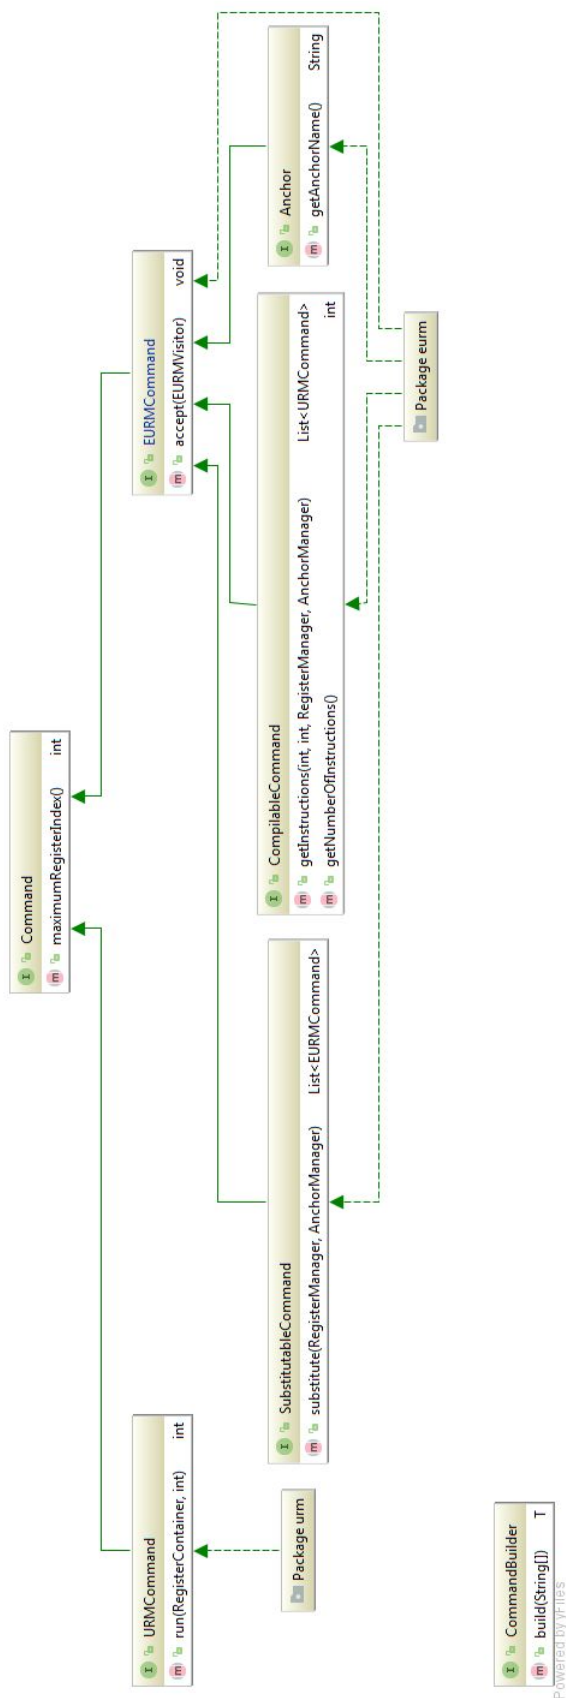 Command
maximumRegisterIndex() int
URMCommand
run(RegisterContainer, int) int
EURMCommand
accept(EURMVisitor) void
SubstitutableCommand
substitute(RegisterManager, AnchorManager) List<EURMCommand>
CompilableCommand
getInstructions(int, int, RegisterManager, AnchorManager) List<URMCommand>
getNumberOfInstructions() int
Anchor
getAnchorName() String
Package urm
Package eurm
CommandBuilder
build(String[]) T
Powered by yFiles